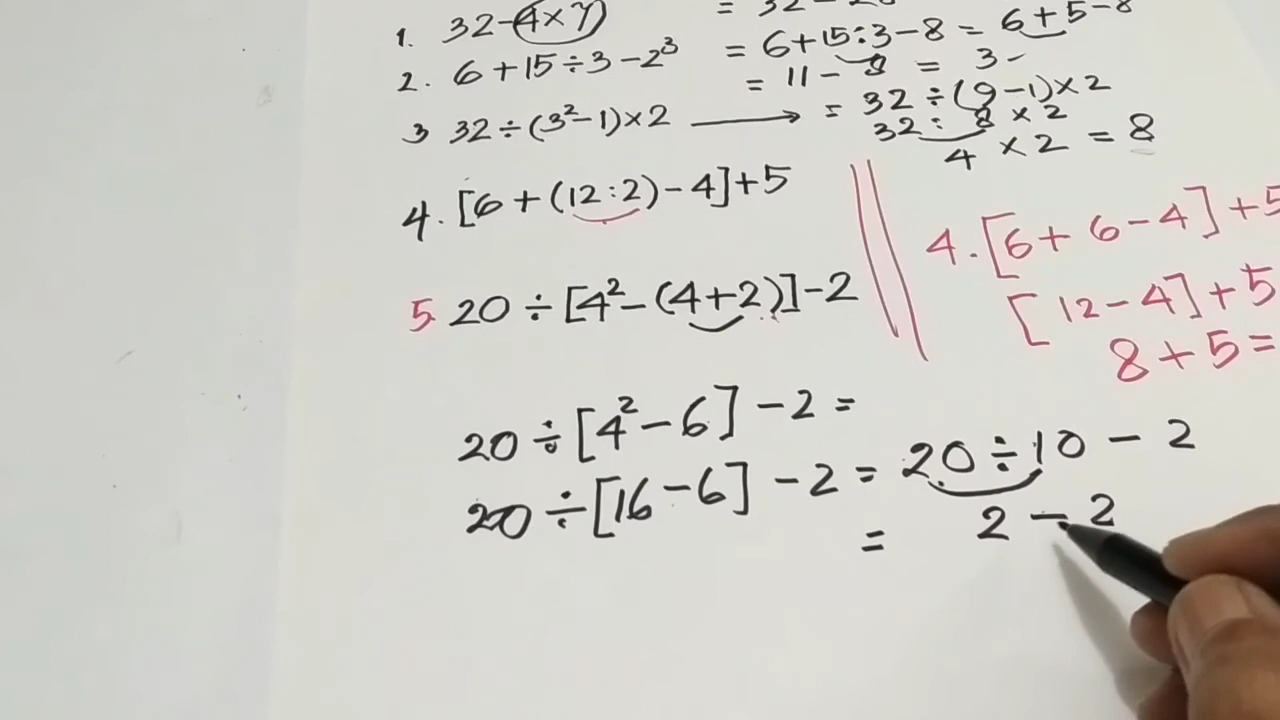 1. 32-4×7 = 32-28
2. 6+15÷3-2³ = 6+15:3-8 = 6+5-8
= 11-8 = 3
3 32÷(3²-1)×2 → = 32÷(9-1)×2
32:8×2
4×2 = 8
4. [6+(12:2)-4]+5
4. [6+6-4]+5
[12-4]+5
8+5=
5. 20÷[4²-(4+2)]-2
20÷[4²-6]-2=
20÷[16-6]-2 = 20÷10-2
= 2-2